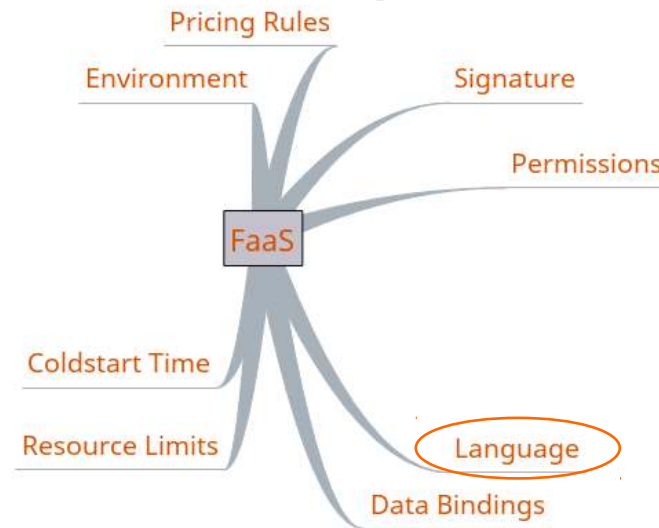 Pricing Rules
Environment
Signature
Permissions
FaaS
Coldstart Time
Resource Limits
Language
Data Bindings